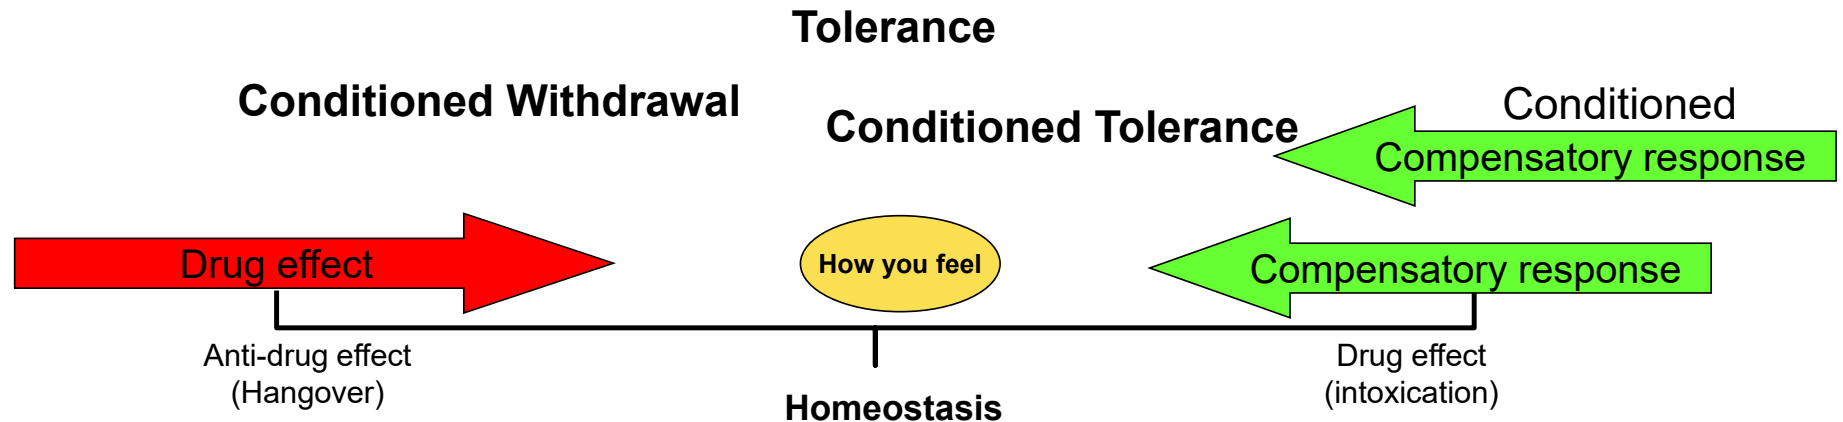 Tolerance
Conditioned Withdrawal
Conditioned Tolerance
Conditioned
Compensatory response
Drug effect
How you feel
Compensatory response
Anti-drug effect
(Hangover)
Homeostasis
Drug effect
(intoxication)